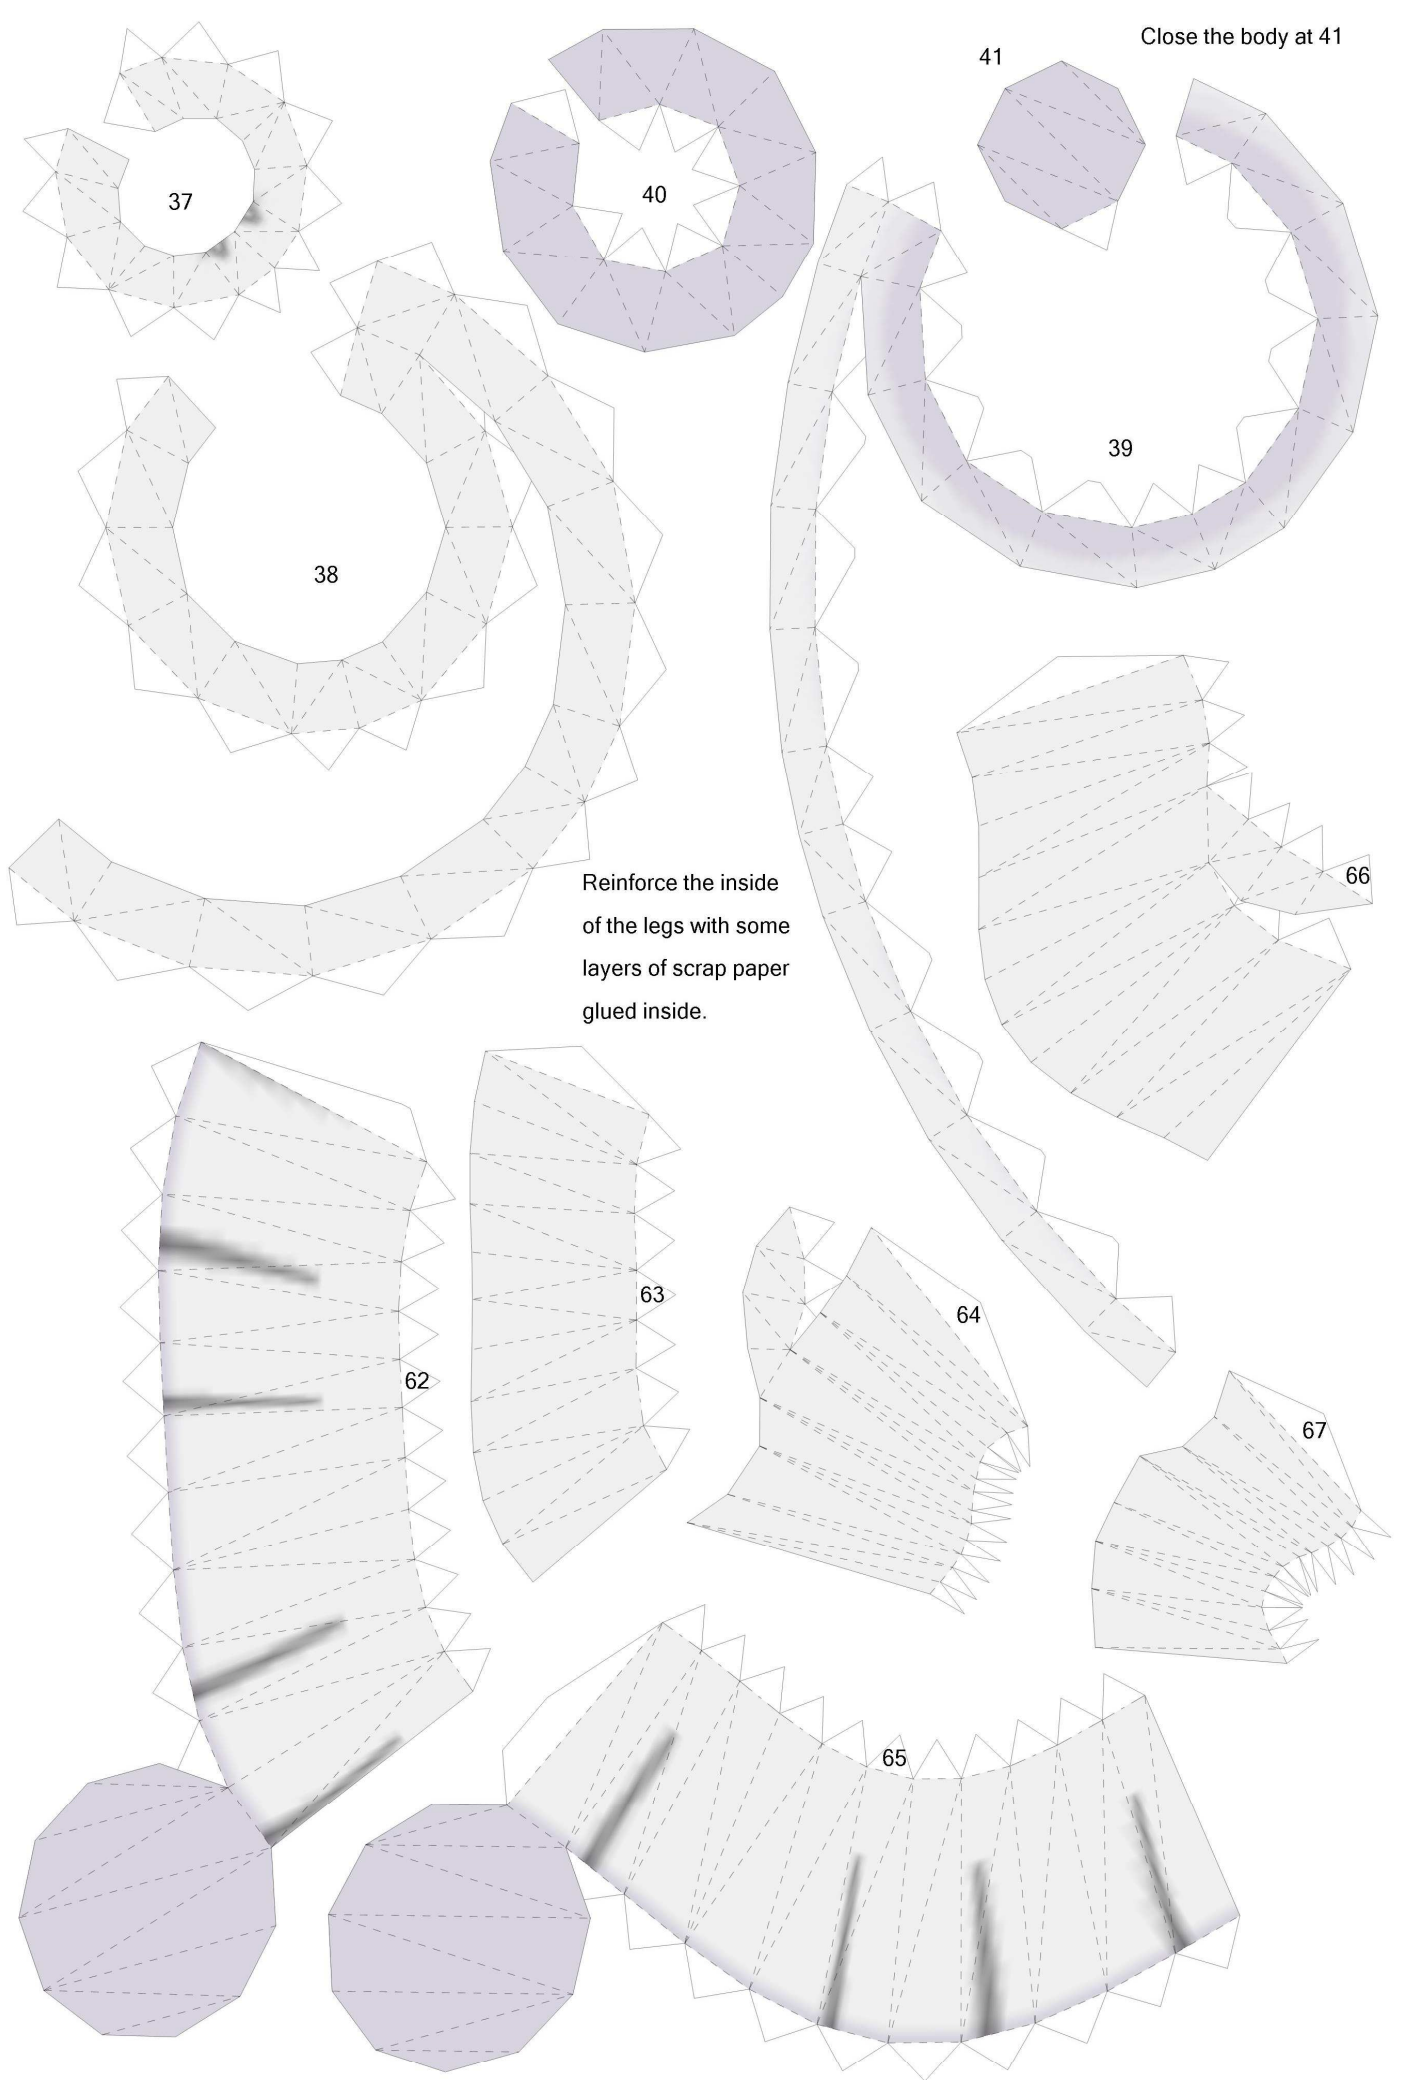 Close the body at 41
41
37
40
39
38
66
Reinforce the inside
of the legs with some
layers of scrap paper
glued inside.
63
64
62
67
65